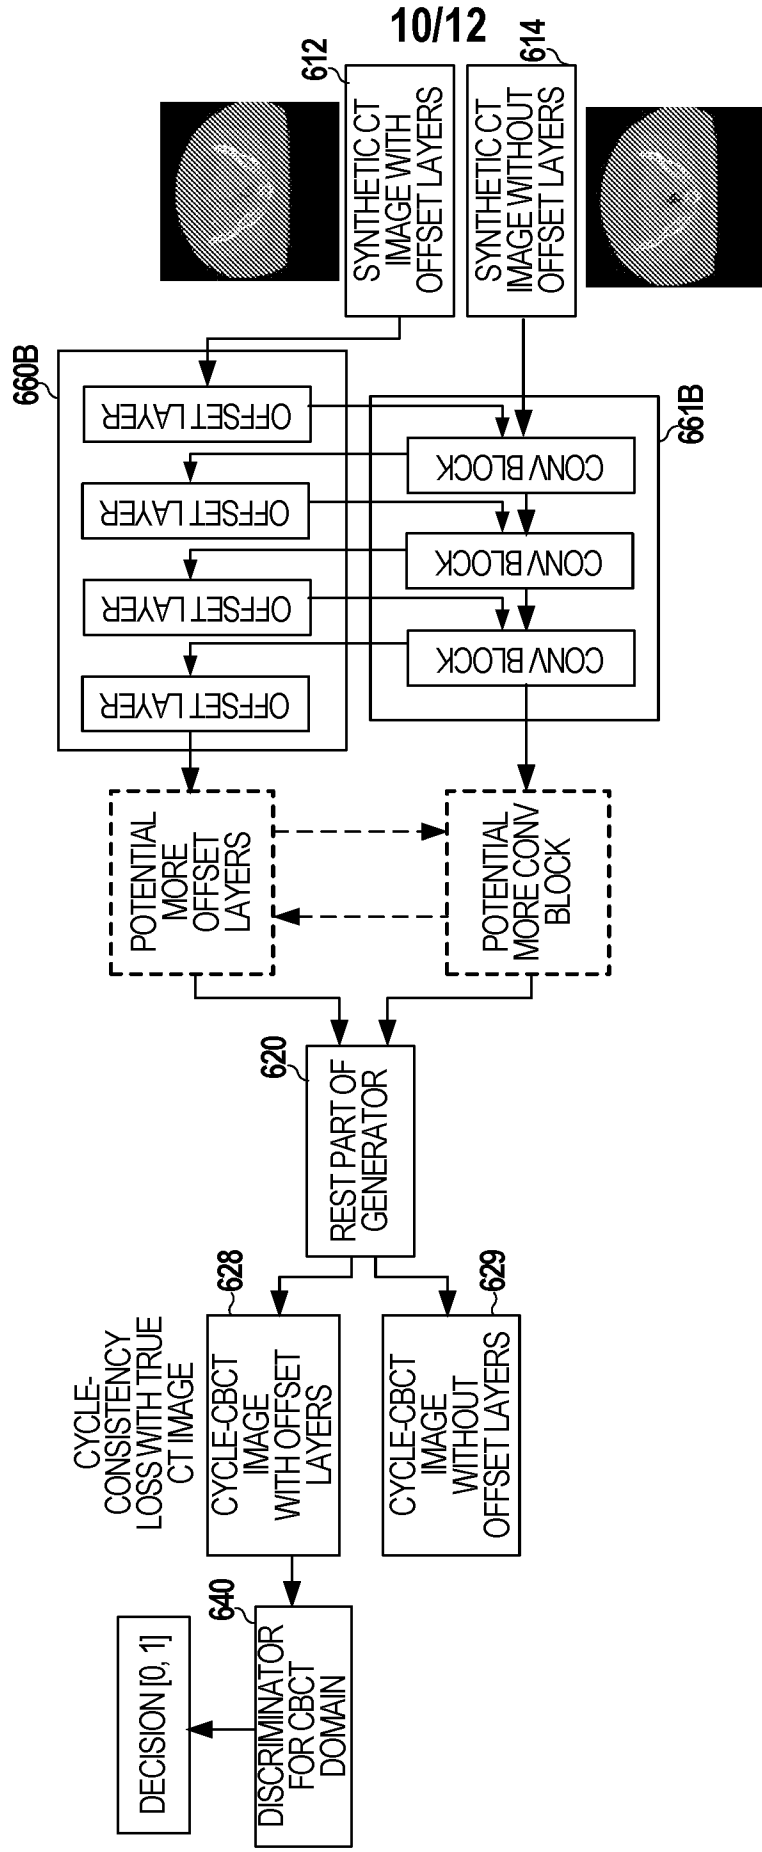 10/12
612
SYNTHETIC CT
IMAGE WITH
OFFSET LAYERS
614
SYNTHETIC CT
IMAGE WITHOUT
OFFSET LAYERS
660B
OFFSET LAYER
OFFSET LAYER
OFFSET LAYER
OFFSET LAYER
661B
CONV BLOCK
CONV BLOCK
CONV BLOCK
POTENTIAL
MORE
OFFSET
LAYERS
POTENTIAL
MORE CONV
BLOCK
620
REST PART OF
GENERATOR
CYCLE-
CONSISTENCY
LOSS WITH TRUE
CT IMAGE
628
CYCLE-CBCT
IMAGE
WITH OFFSET
LAYERS
629
CYCLE-CBCT
IMAGE
WITHOUT
OFFSET LAYERS
640
DISCRIMINATOR
FOR CBCT
DOMAIN
DECISION [0, 1]